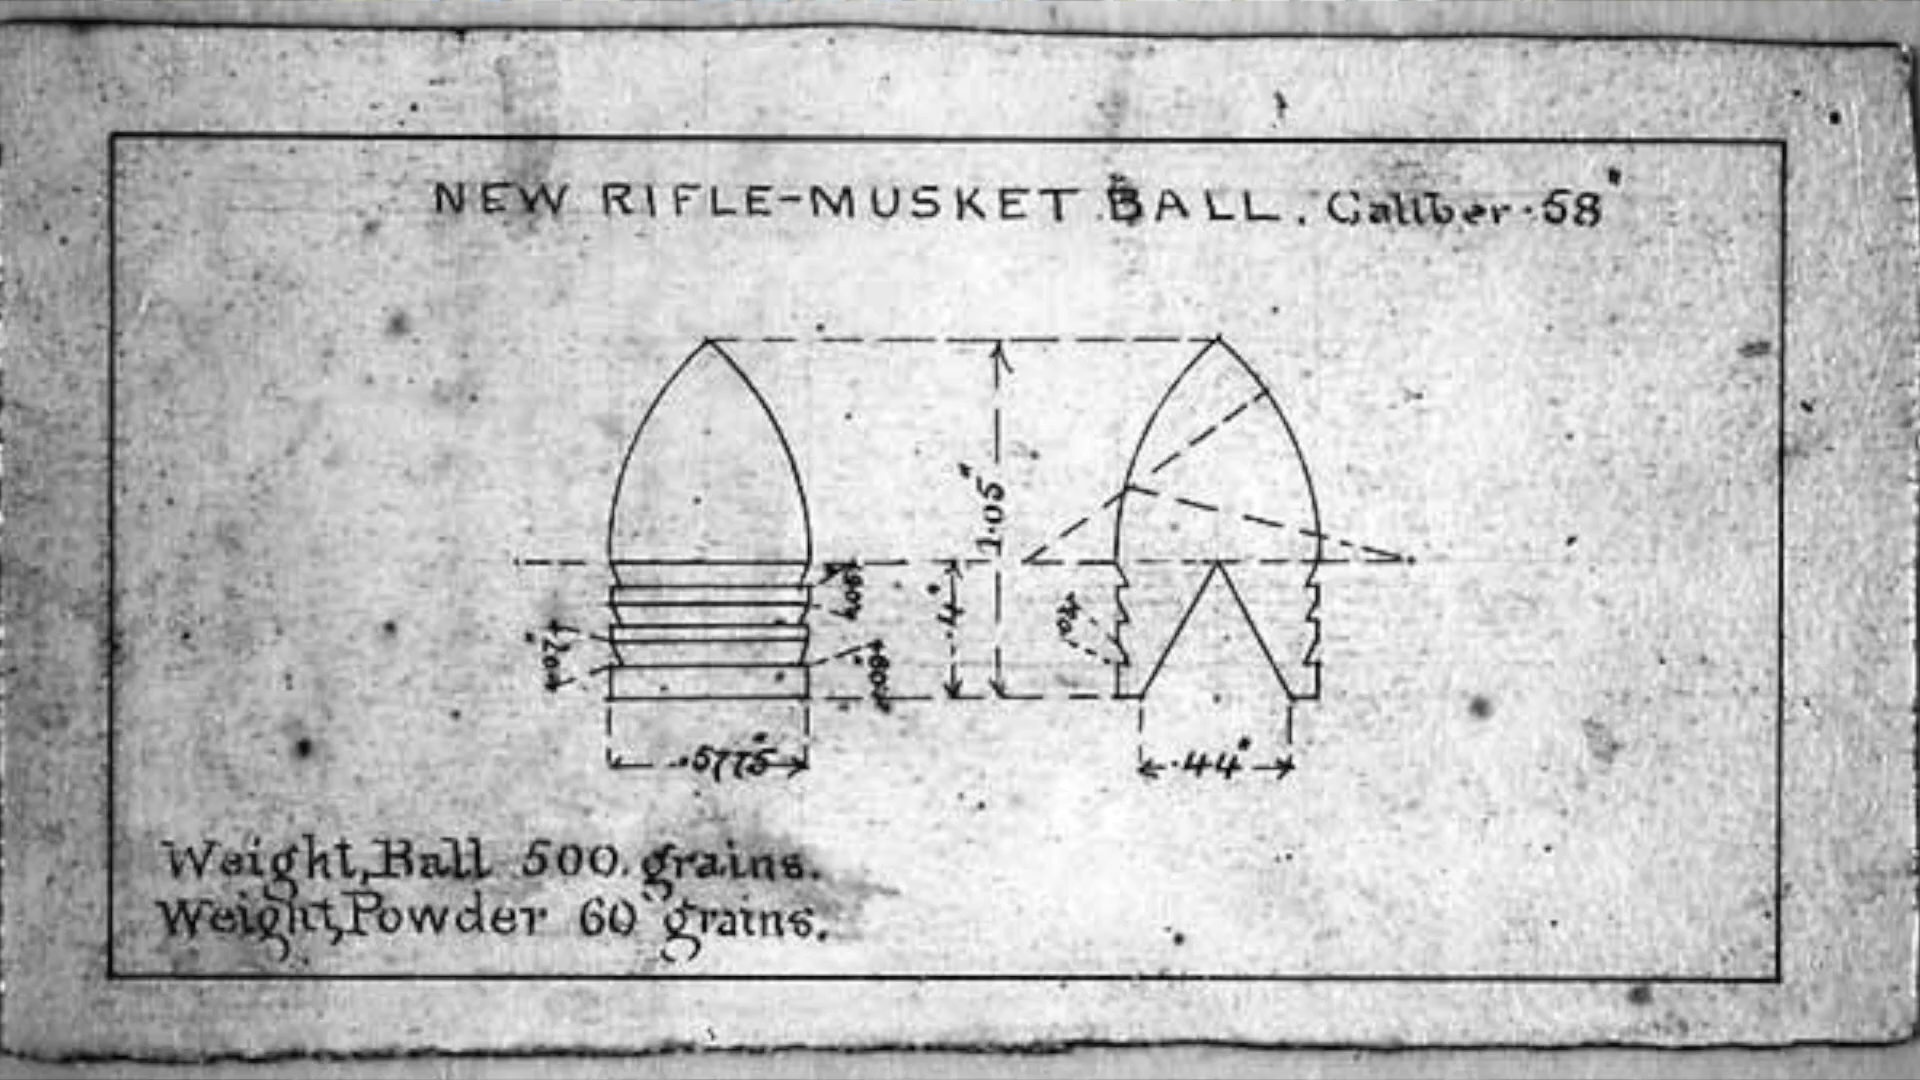 NEW RIFLE-MUSKET BALL. Caliber .58"
1.05"
.4"
.5775"
.44"
Weight, Ball 500. grains.
Weight, Powder 60 grains.